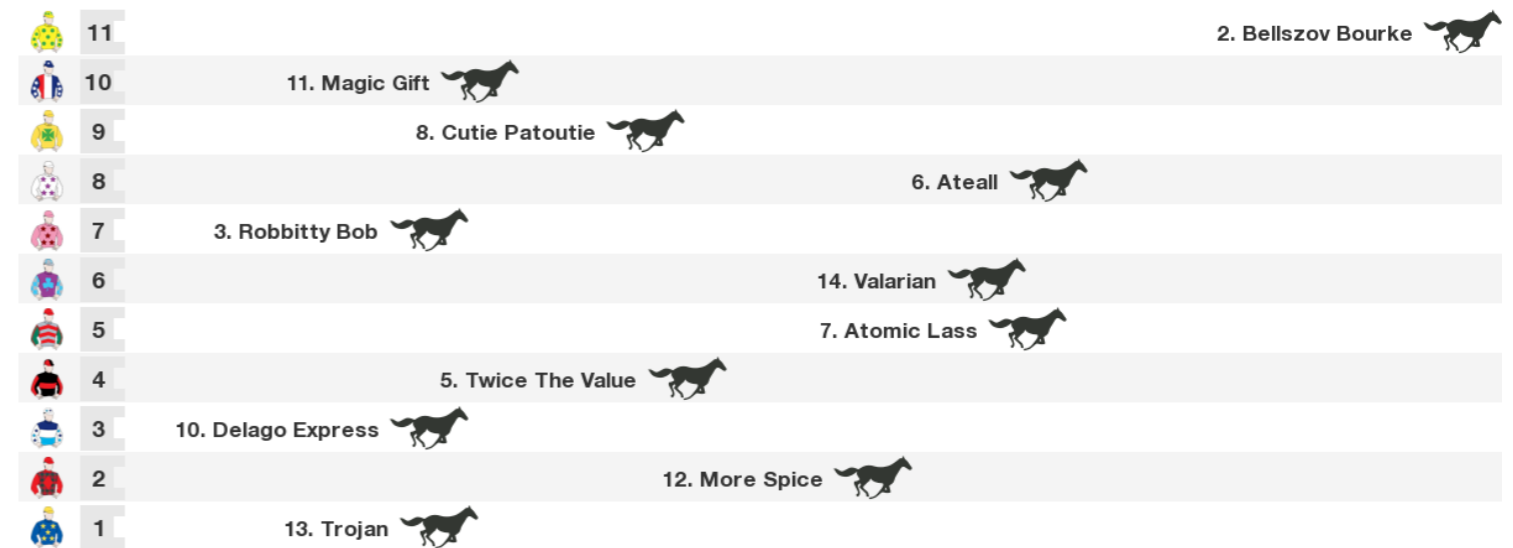 11 2. Bellszov Bourke
10 11. Magic Gift
9 8. Cutie Patoutie
8 6. Ateall
7 3. Robbitty Bob
6 14. Valarian
5 7. Atomic Lass
4 5. Twice The Value
3 10. Delago Express
2 12. More Spice
1 13. Trojan